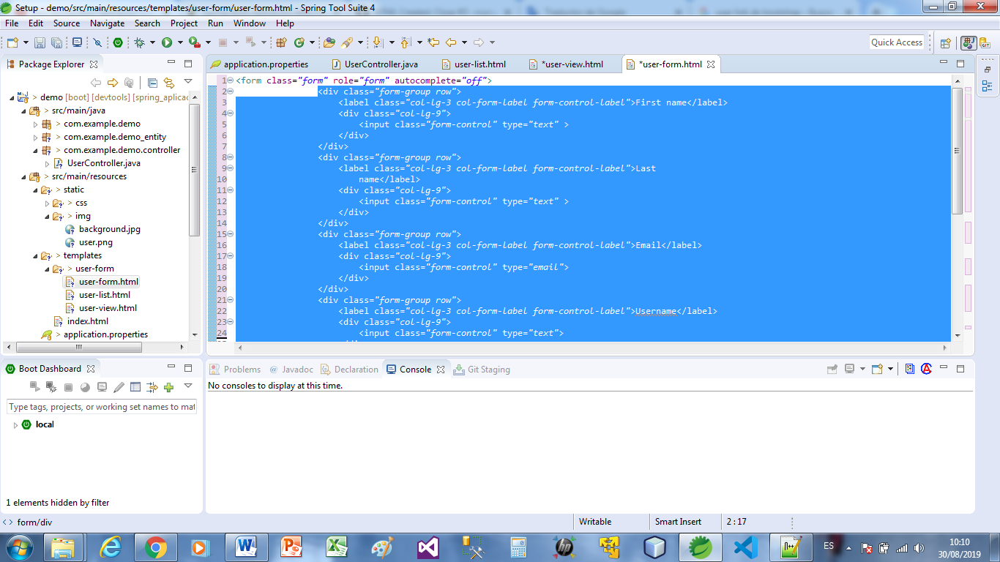 Setup - demo/src/main/resources/templates/user-form/user-form.html - Spring Tool Suite 4
File Edit Source Navigate Search Project Run Window Help
Quick Access
Package Explorer
demo [boot] [devtools] [spring_aplicac
> src/main/java
> com.example.demo
> com.example.demo_entity
> com.example.demo.controller
UserController.java
> src/main/resources
> static
> css
> img
background.jpg
user.png
> templates
> user-form
user-form.html
user-list.html
user-view.html
index.html
application.properties
application.properties UserController.java user-list.html *user-view.html *user-form.html
1 <form class="form" role="form" autocomplete="off">
2 <div class="form-group row">
3 <label class="col-lg-3 col-form-label form-control-label">First name</label>
4 <div class="col-lg-9">
5 <input class="form-control" type="text" >
6 </div>
7 </div>
8 <div class="form-group row">
9 <label class="col-lg-3 col-form-label form-control-label">Last
10 name</label>
11 <div class="col-lg-9">
12 <input class="form-control" type="text" >
13 </div>
14 </div>
15 <div class="form-group row">
16 <label class="col-lg-3 col-form-label form-control-label">Email</label>
17 <div class="col-lg-9">
18 <input class="form-control" type="email">
19 </div>
20 </div>
21 <div class="form-group row">
22 <label class="col-lg-3 col-form-label form-control-label">Username</label>
23 <div class="col-lg-9">
24 <input class="form-control" type="text">
Boot Dashboard
Type tags, projects, or working set names to mat
local
1 elements hidden by filter
Problems @ Javadoc Declaration Console Git Staging
No consoles to display at this time.
form/div
Writable Smart Insert 2 : 17
ES
10:10
30/08/2019